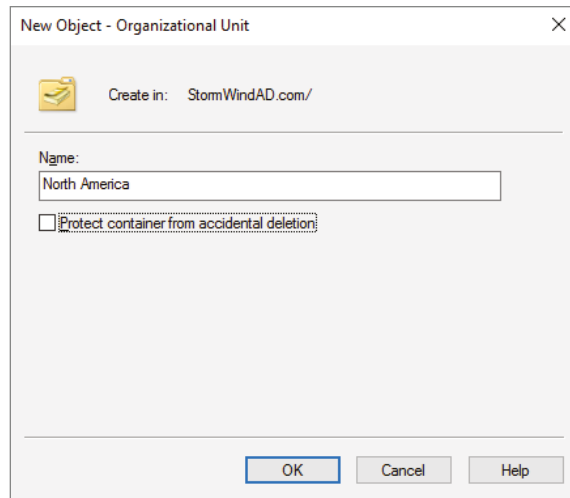 New Object - Organizational Unit
Create in: StormWindAD.com/
Name:
North America
Protect container from accidental deletion
OK Cancel Help